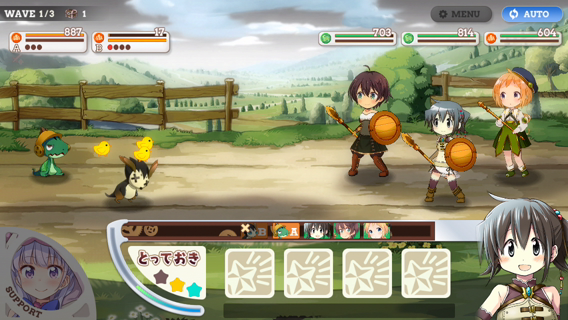 WAVE 1/3 1
MENU
AUTO
887
A
17
B
703
814
604
B A
とっておき
SUPPORT